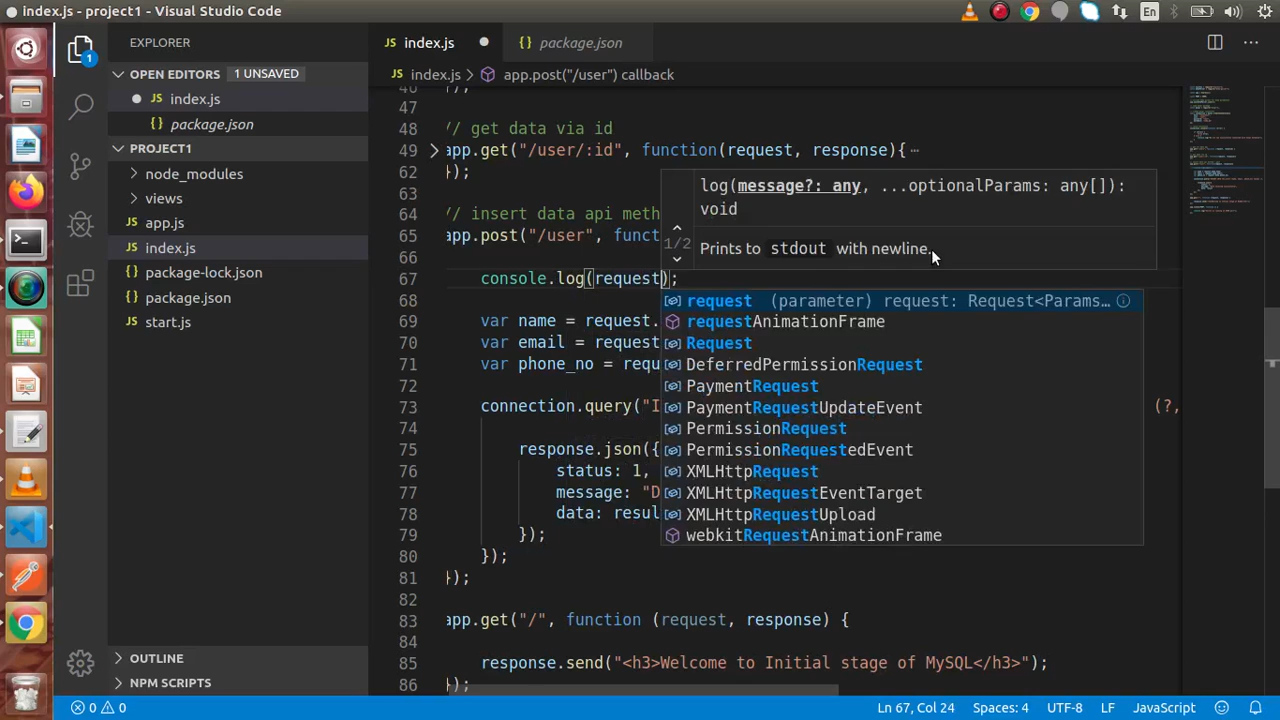 index.js - project1 - Visual Studio Code
En
EXPLORER
index.js
package.json
OPEN EDITORS
1 UNSAVED
index.js
app.post("/user") callback
index.js
package.json
PROJECT1
node_modules
views
app.js
index.js
package-lock.json
package.json
start.js
OUTLINE
NPM SCRIPTS
1
46
});
47
48
// get data via id
49
app.get("/user/:id", function(request, response){
62
});
63
64
// insert data api meth
65
app.post("/user", funct
66
67
console.log(request);
68
69
var name = request.
70
var email = request
71
var phone_no = requ
72
73
connection.query("I
(?,
74
75
response.json({
76
status: 1,
77
message: "D
78
data: resul
79
});
80
});
81
});
82
83
app.get("/", function (request, response) {
84
85
response.send("<h3>Welcome to Initial stage of MySQL</h3>");
86
});
log(message?: any, ...optionalParams: any[]):
void
1/2
Prints to stdout with newline.
request (parameter) request: Request<Params…
requestAnimationFrame
Request
DeferredPermissionRequest
PaymentRequest
PaymentRequestUpdateEvent
PermissionRequest
PermissionRequestedEvent
XMLHttpRequest
XMLHttpRequestEventTarget
XMLHttpRequestUpload
webkitRequestAnimationFrame
0 0
Ln 67, Col 24
Spaces: 4
UTF-8
LF
JavaScript